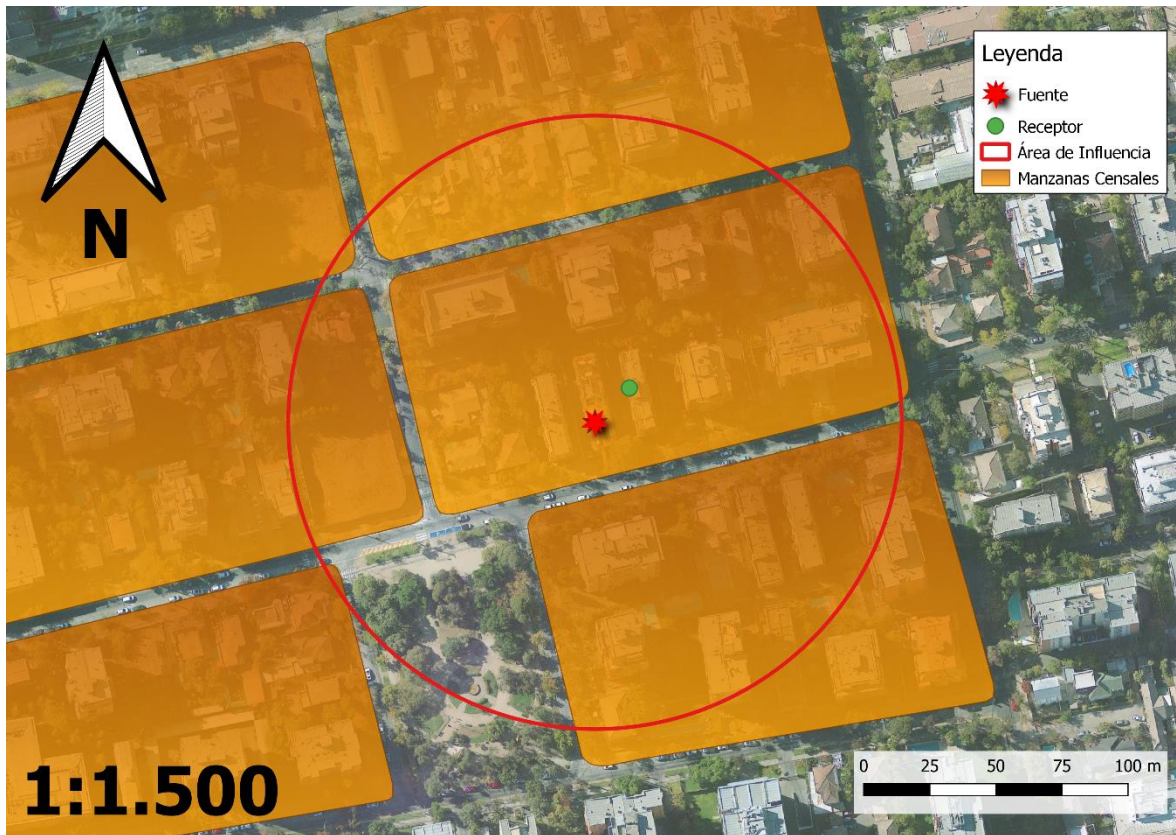 N
Leyenda
Fuente
Receptor
Área de Influencia
Manzanas Censales
1:1.500
0 25 50 75 100 m